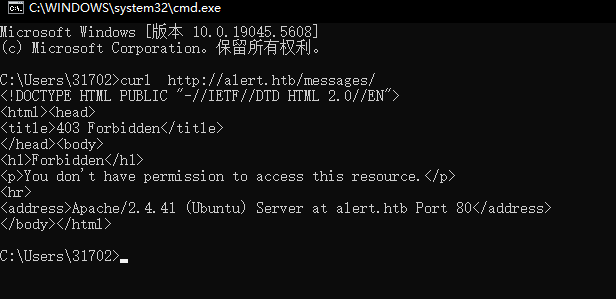 C:\WINDOWS\system32\cmd.exe
Microsoft Windows [版本 10.0.19045.5608]
(c) Microsoft Corporation。保留所有权利。
C:\Users\31702>curl  http://alert.htb/messages/
<!DOCTYPE HTML PUBLIC "-//IETF//DTD HTML 2.0//EN">
<html><head>
<title>403 Forbidden</title>
</head><body>
<h1>Forbidden</h1>
<p>You don't have permission to access this resource.</p>
<hr>
<address>Apache/2.4.41 (Ubuntu) Server at alert.htb Port 80</address>
</body></html>
C:\Users\31702>